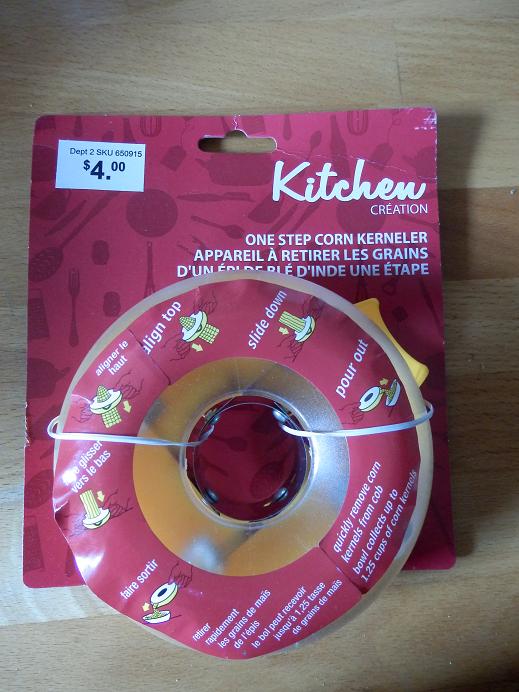 Dept 2 SKU 650915
$4.00
Kitchen
CRÉATION
ONE STEP CORN KERNELER
APPAREIL À RETIRER LES GRAINS
D'UN ÉPI DE BLÉ D'INDE UNE ÉTAPE
align top
slide down
pour out
aligner le
haut
glisser
vers le bas
faire sortir
quickly remove corn
kernels from cob
bowl collects up to
1.25 cups of corn kernels
retirer
rapidement
les grains de maïs
de l'épis
le bol peut recevoir
jusqu'à 1,25 tasse
de grains de maïs